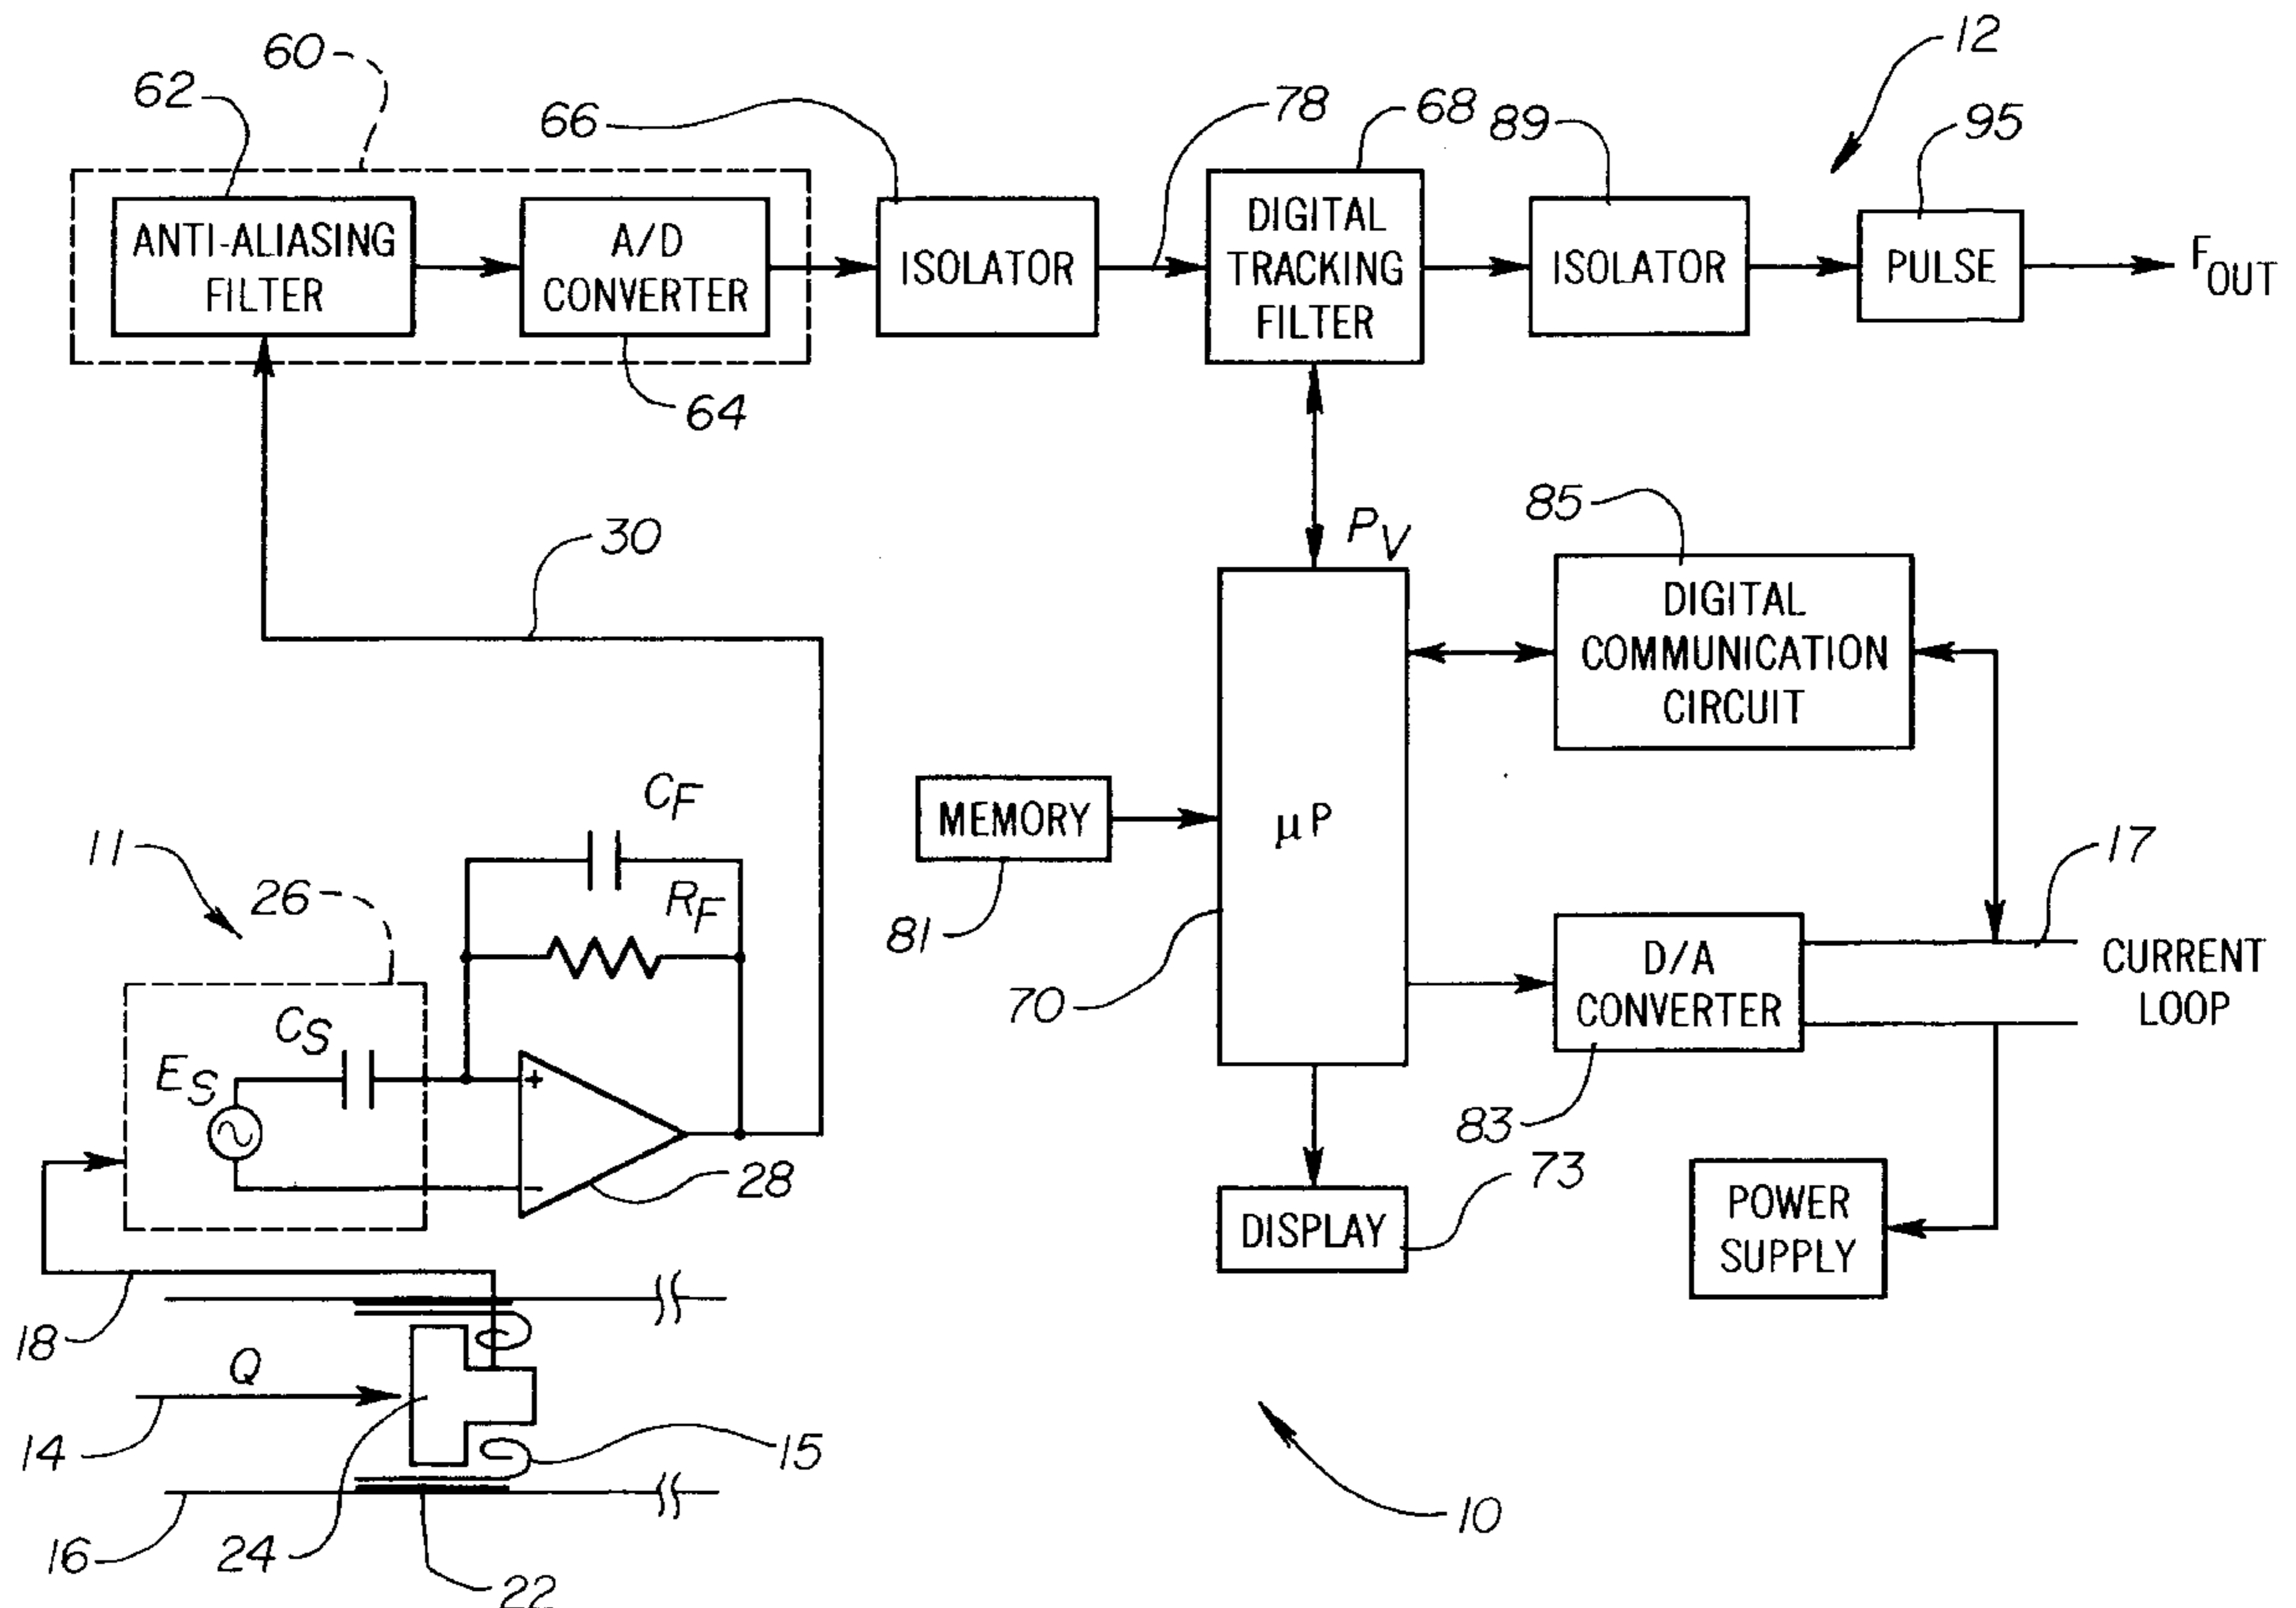 60
62
66
78
68
89
12
95
ANTI-ALIASING
FILTER
A/D
CONVERTER
ISOLATOR
DIGITAL
TRACKING
FILTER
ISOLATOR
PULSE
F OUT
64
30
PV
85
DIGITAL
COMMUNICATION
CIRCUIT
MEMORY
µP
81
70
17
D/A
CONVERTER
CURRENT
LOOP
83
POWER
SUPPLY
DISPLAY
73
11
26
CF
RF
CS
ES
+
-
28
18
Q
14
15
16
24
22
10